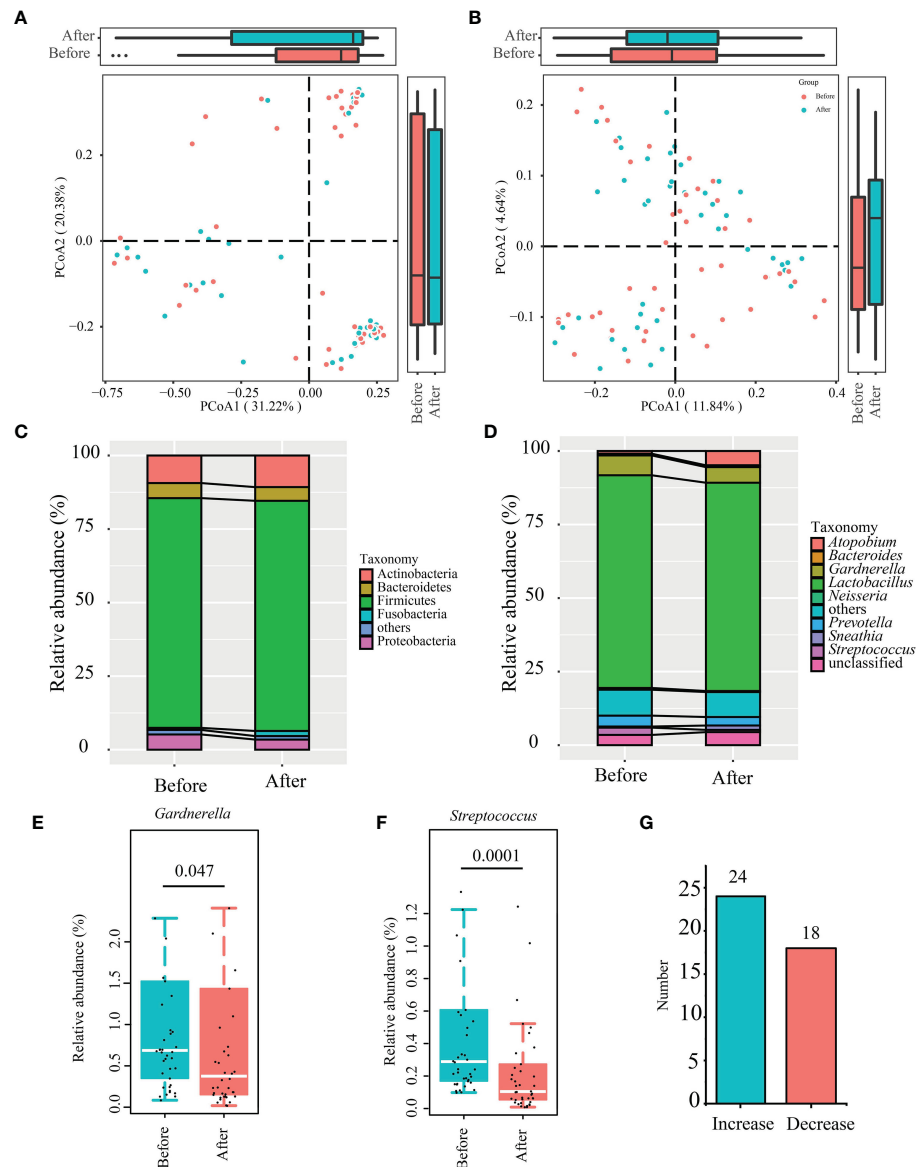 A
After
Before
PCoA2 ( 20.38% )
0.2
0.0
−0.2
−0.75
−0.50
−0.25
0.00
0.25
PCoA1 ( 31.22% )
Before
After
B
After
Before
Group
Before
After
PCoA2 ( 4.64% )
0.2
0.1
0.0
−0.1
−0.2
0.0
0.2
0.4
PCoA1 ( 11.84% )
Before
After
C
Relative abundance (%)
100
75
50
25
0
Before
After
Taxonomy
Actinobacteria
Bacteroidetes
Firmicutes
Fusobacteria
others
Proteobacteria
D
Relative abundance (%)
100
75
50
25
0
Before
After
Taxonomy
Atopobium
Bacteroides
Gardnerella
Lactobacillus
Neisseria
others
Prevotella
Sneathia
Streptococcus
unclassified
E
Gardnerella
0.047
Relative abundance (%)
2.0
1.5
1.0
0.5
0.0
Before
After
F
Streptococcus
0.0001
Relative abundance (%)
1.2
1.0
0.8
0.6
0.4
0.2
0.0
Before
After
G
Number
25
20
15
10
5
0
24
18
Increase
Decrease